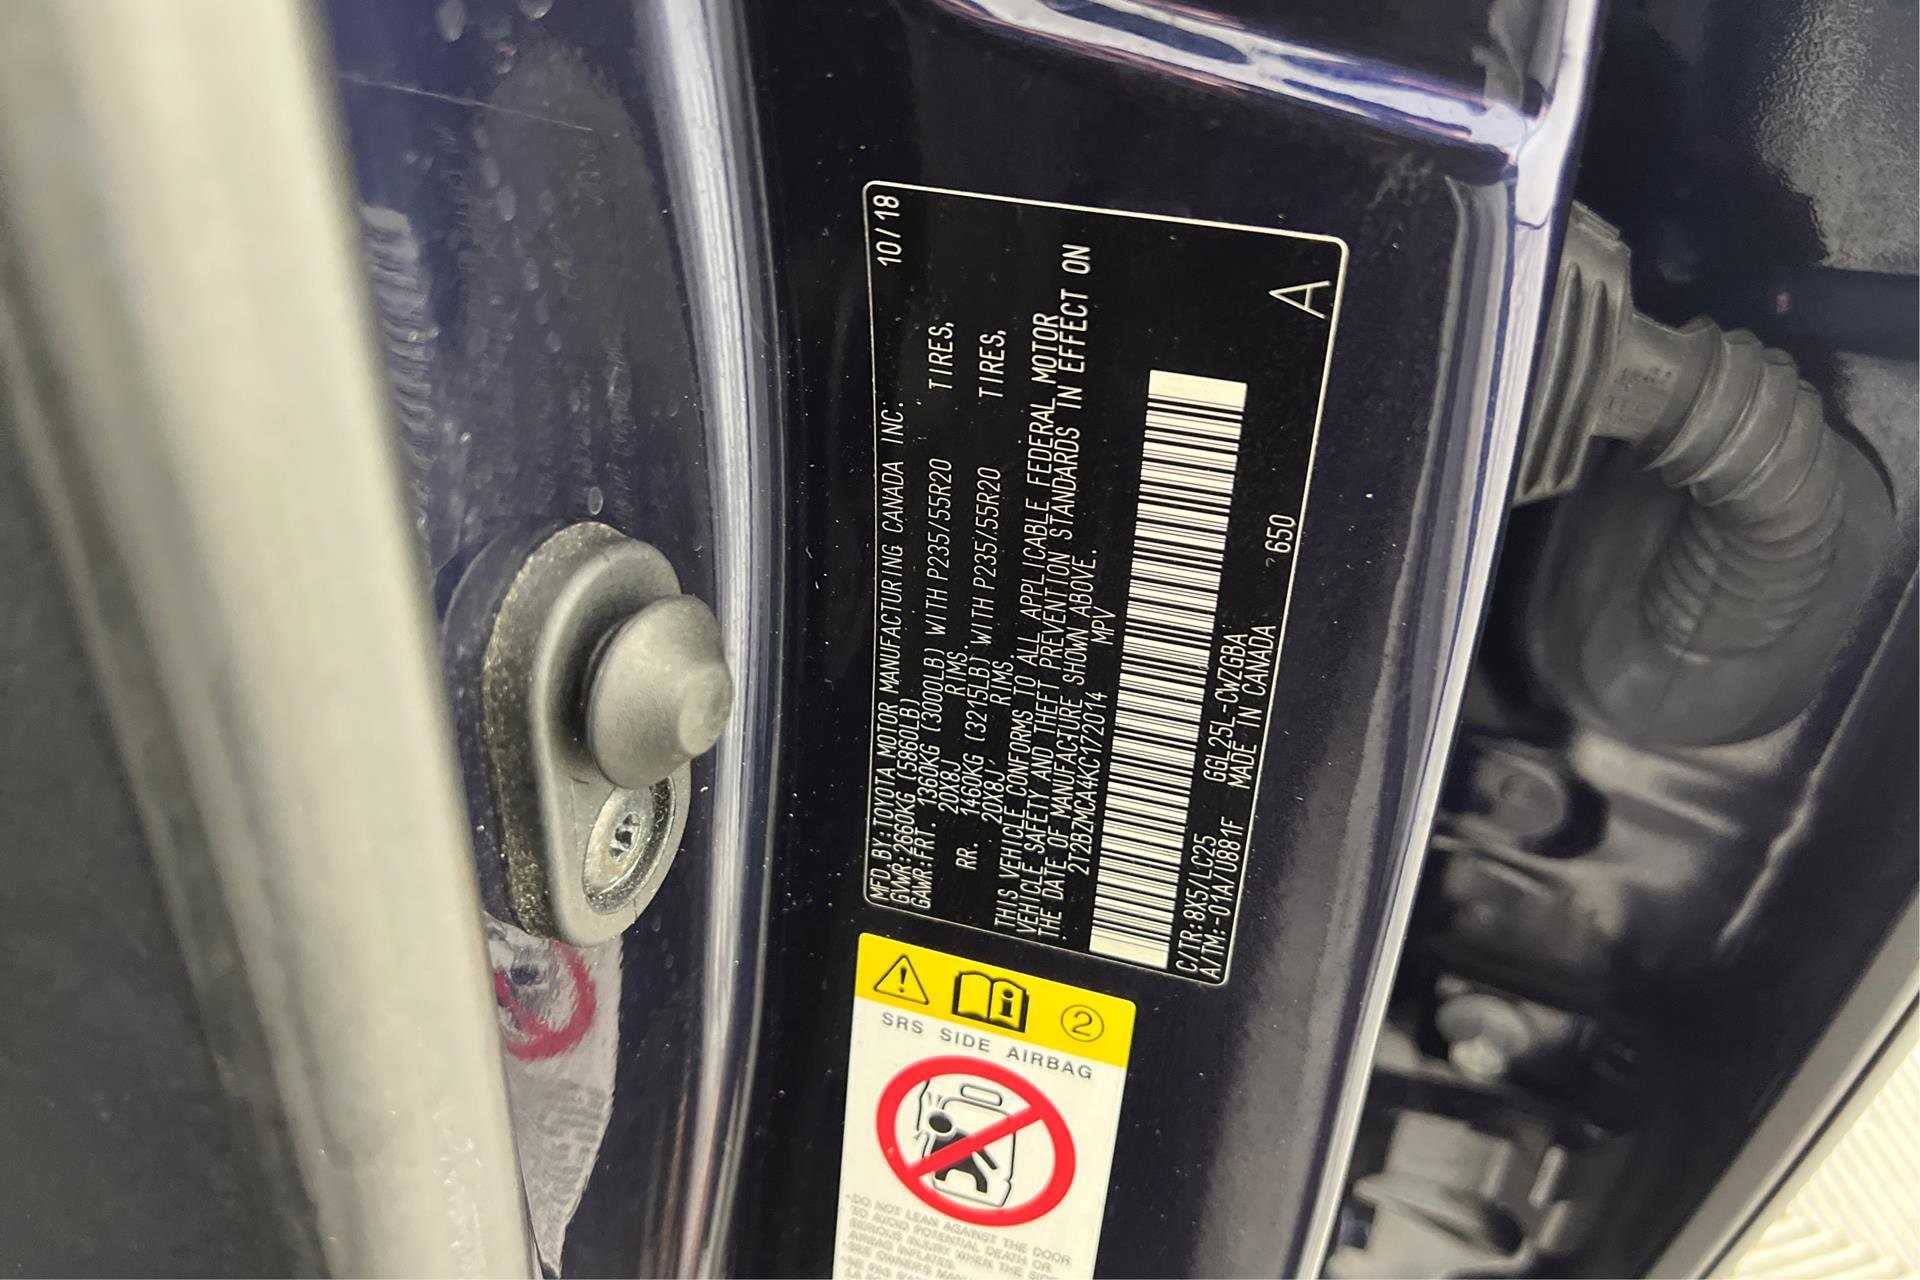 MFD.BY:TOYOTA MOTOR MANUFACTURING CANADA INC. 10/18
GVWR:2660KG (5860LB)
GAWR:FRT. 1360KG (3000LB) WITH P235/55R20 TIRES,
20X8J RIMS.
RR. 1460KG (3215LB) WITH P235/55R20 TIRES,
20X8J RIMS.
THIS VEHICLE CONFORMS TO ALL APPLICABLE FEDERAL MOTOR
VEHICLE SAFETY AND THEFT PREVENTION STANDARDS IN EFFECT ON
THE DATE OF MANUFACTURE SHOWN ABOVE.
2T2BZMCA4KC172014 MPV
C/TR:8X5/LC25 GGL25L-CWZGBA
A/TM:-01A/U881F MADE IN CANADA 650 A
2
SRS SIDE AIRBAG
•DO NOT LEAN AGAINST THE DOOR
TO AVOID POTENTIAL DEATH OR
SERIOUS INJURY WHEN THE SIDE
AIRBAG INFLATES.
•SEE OWNER'S